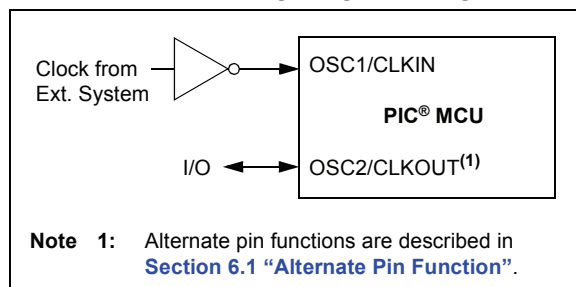 Clock from
Ext. System
OSC1/CLKIN
PIC® MCU
I/O
OSC2/CLKOUT(1)
Note 1: Alternate pin functions are described in
Section 6.1 “Alternate Pin Function”.